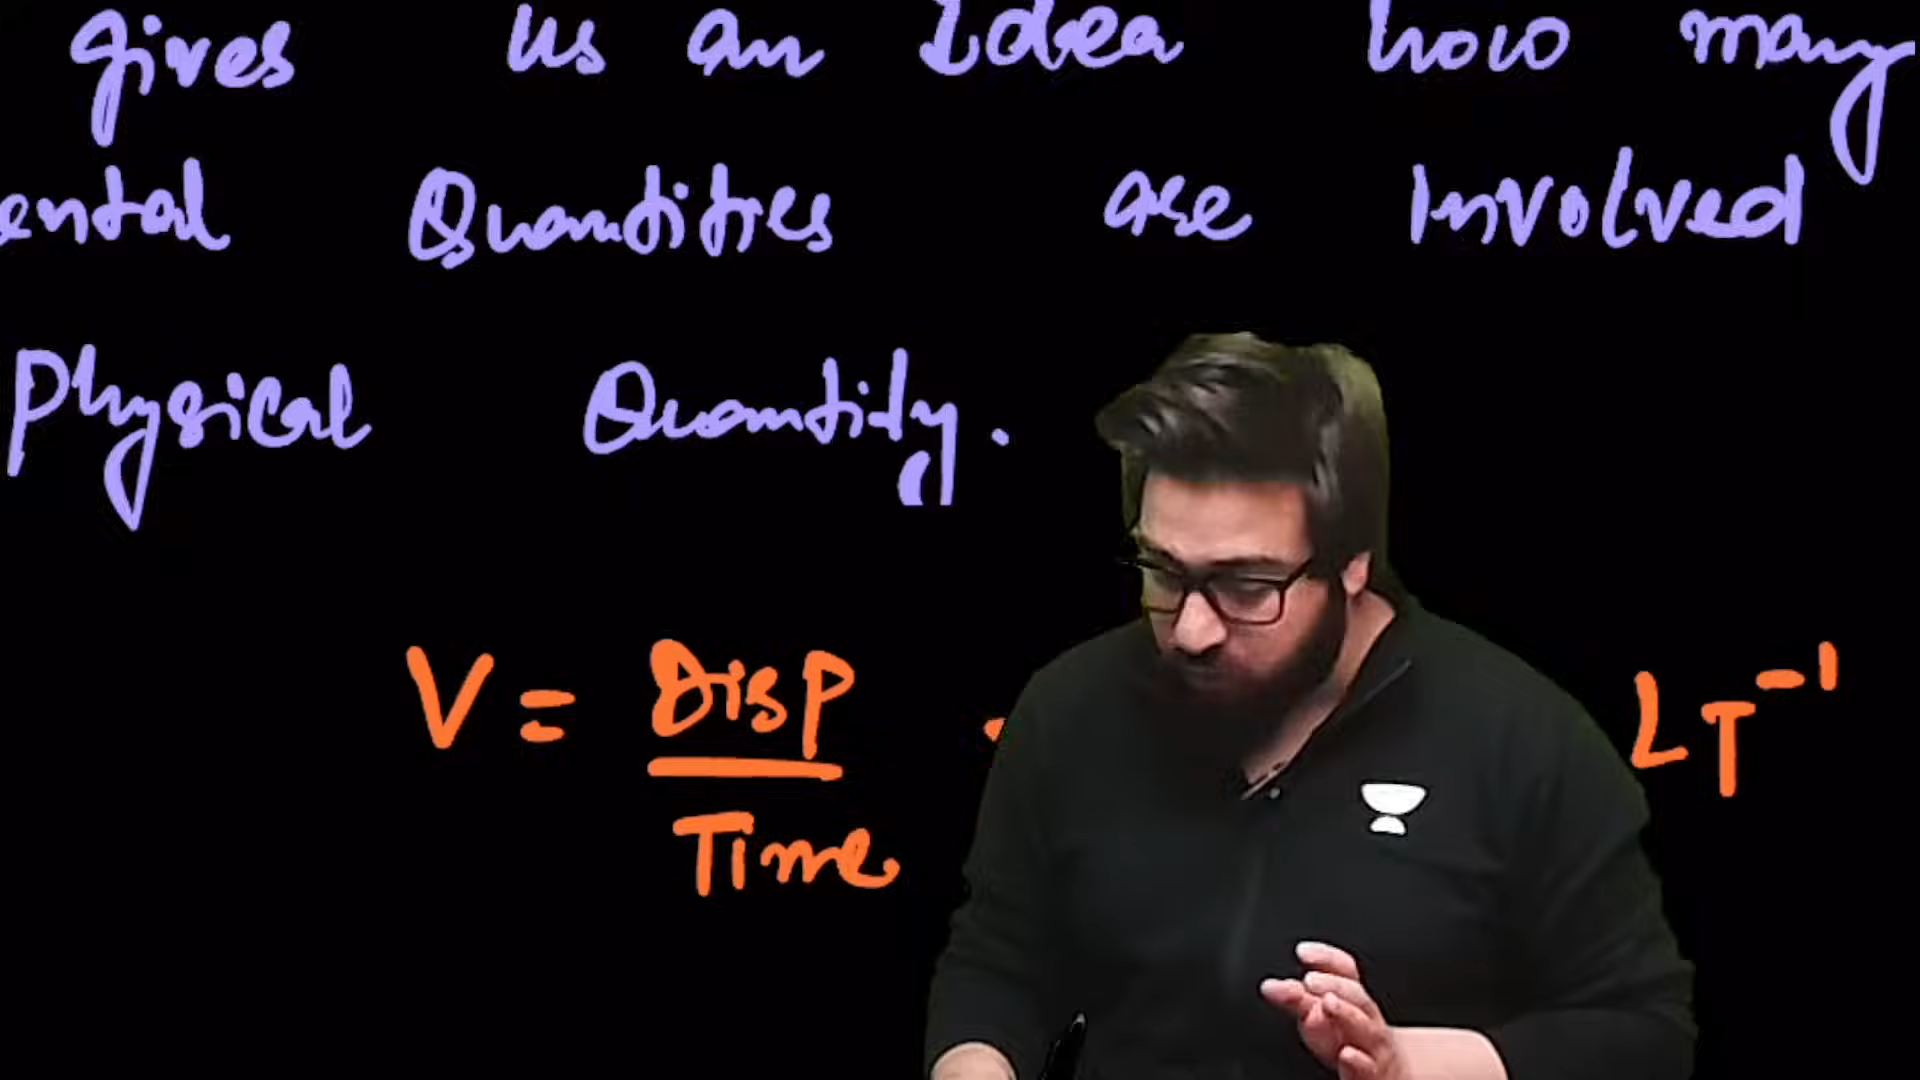 gives us an Idea how many
ental Quantities are Involved
Physical Quantity.
V = Disp
Time
LT⁻¹